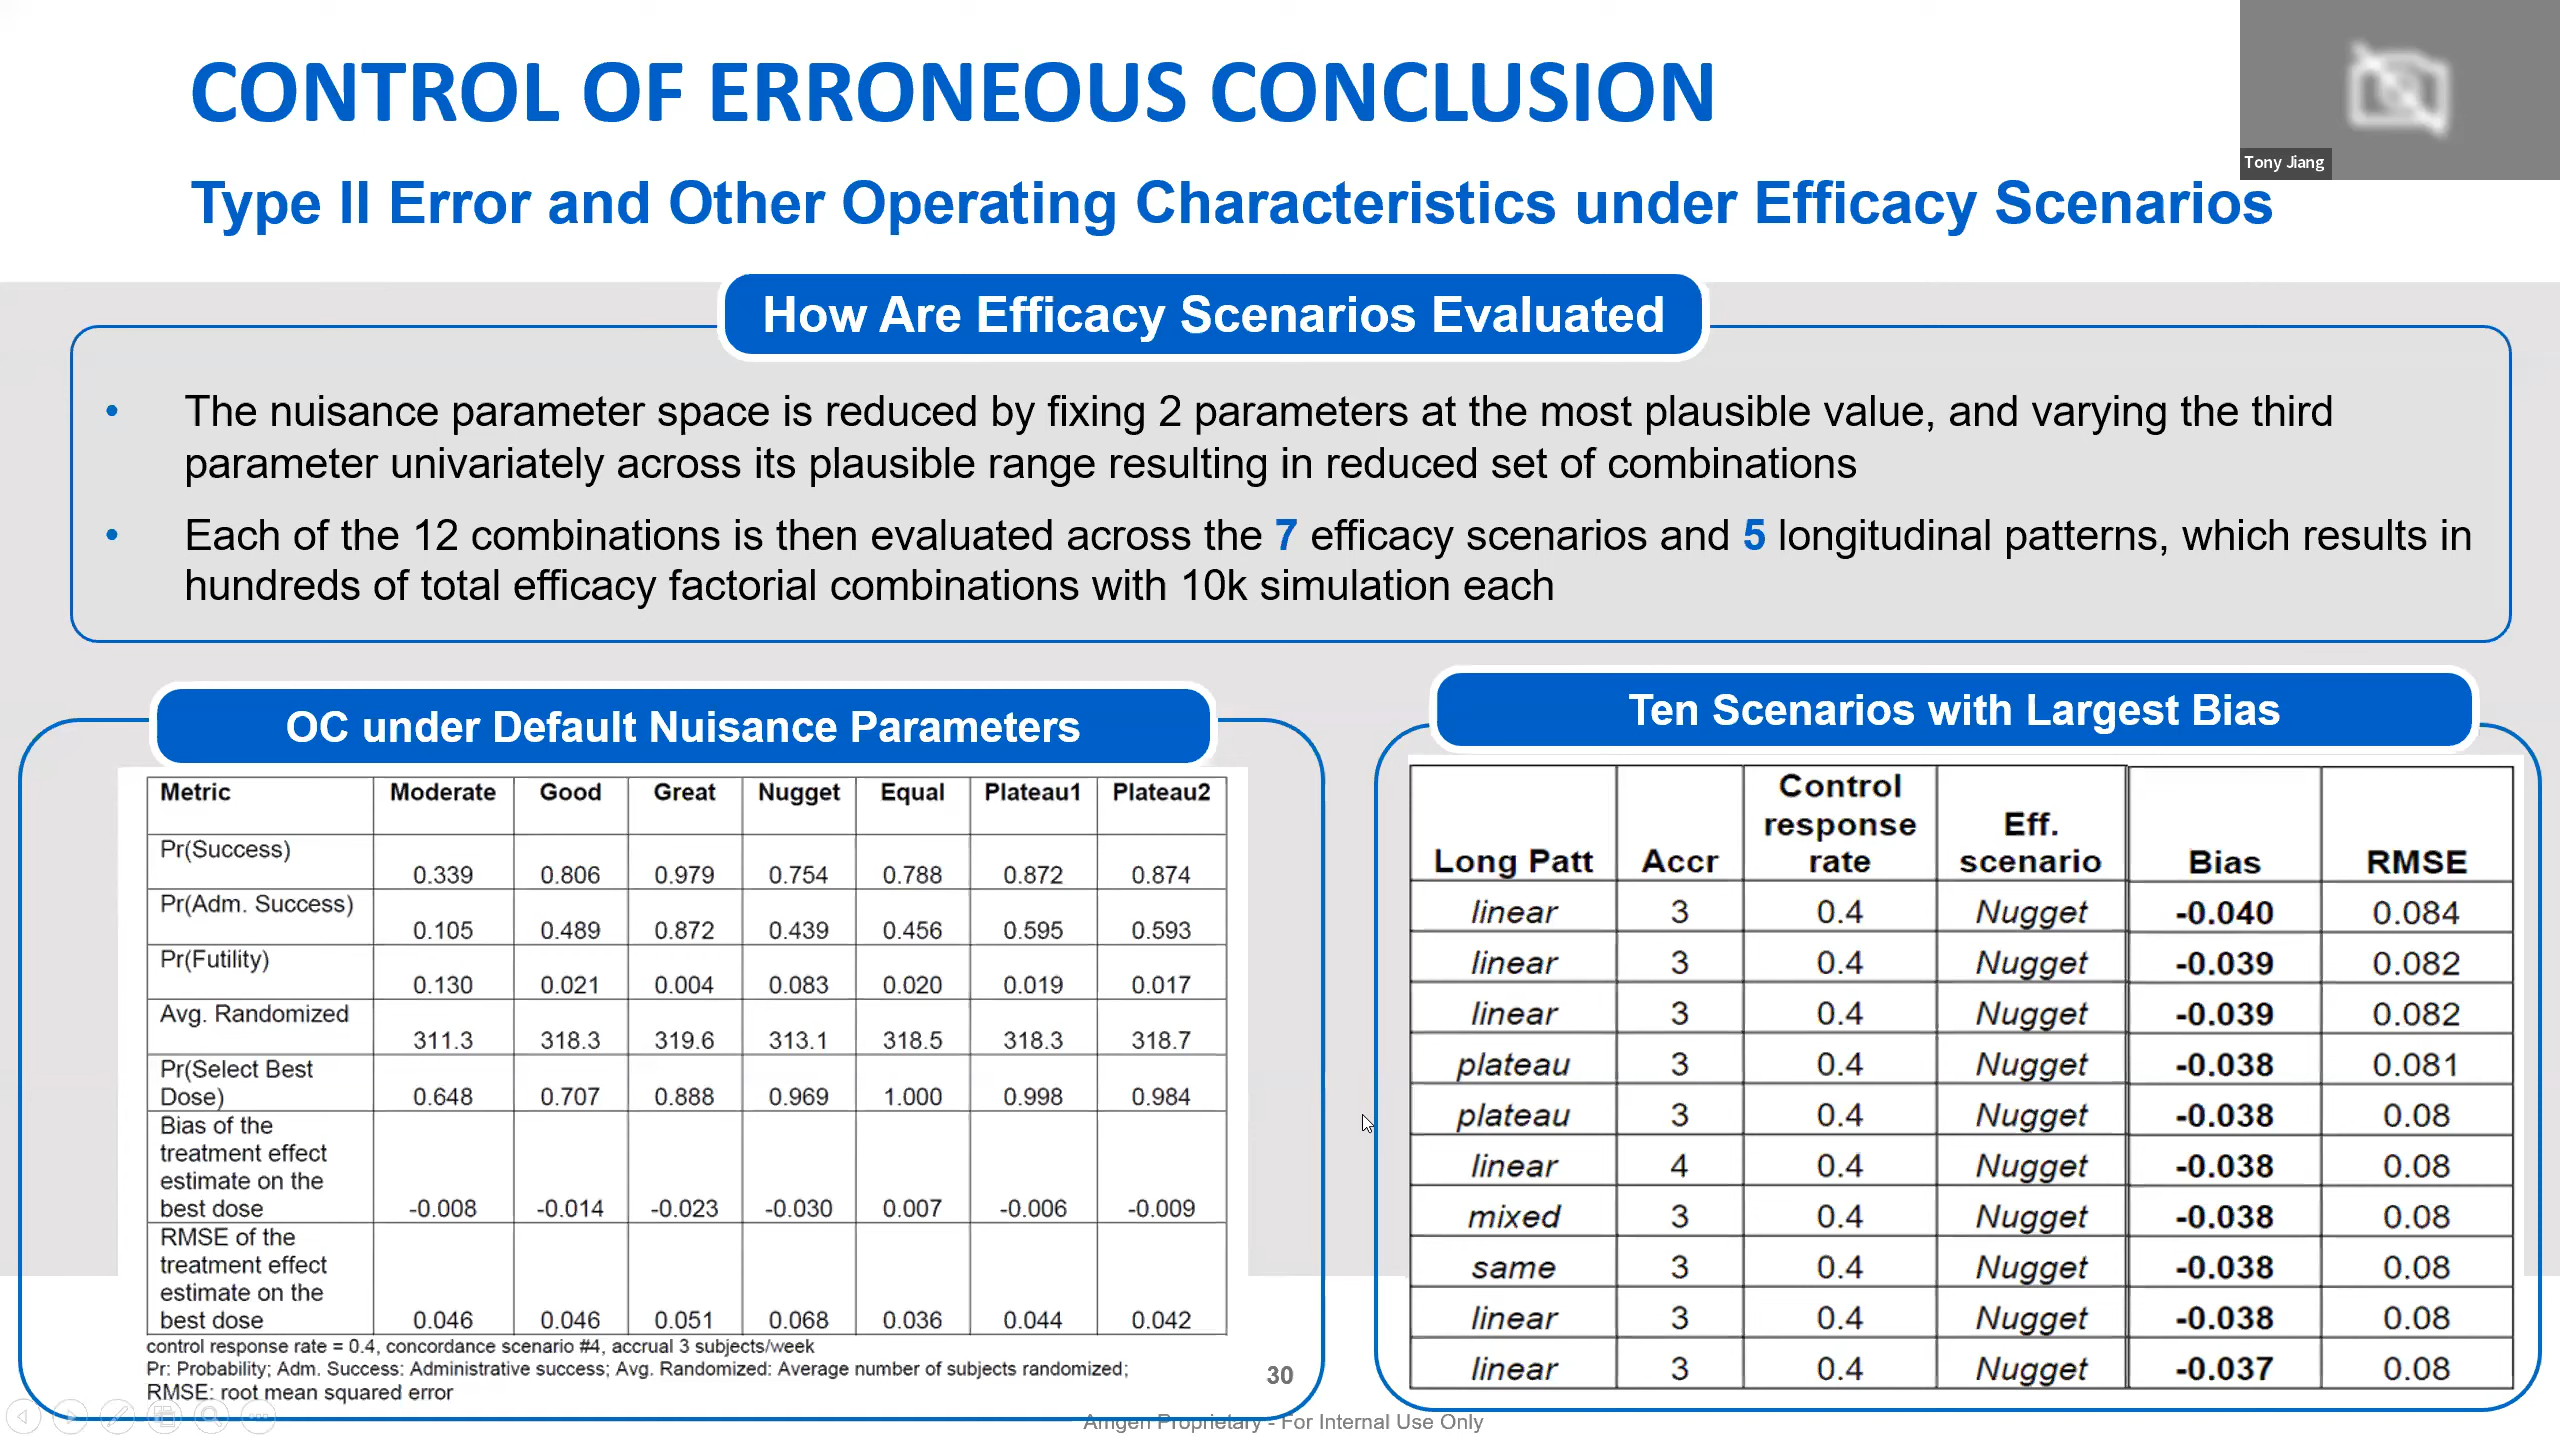 CONTROL OF ERRONEOUS CONCLUSION
Tony Jiang
Type II Error and Other Operating Characteristics under Efficacy Scenarios
How Are Efficacy Scenarios Evaluated
• The nuisance parameter space is reduced by fixing 2 parameters at the most plausible value, and varying the third
parameter univariately across its plausible range resulting in reduced set of combinations
• Each of the 12 combinations is then evaluated across the 7 efficacy scenarios and 5 longitudinal patterns, which results in
hundreds of total efficacy factorial combinations with 10k simulation each
OC under Default Nuisance Parameters
Metric Moderate Good Great Nugget Equal Plateau1 Plateau2
Pr(Success)
0.339 0.806 0.979 0.754 0.788 0.872 0.874
Pr(Adm. Success)
0.105 0.489 0.872 0.439 0.456 0.595 0.593
Pr(Futility)
0.130 0.021 0.004 0.083 0.020 0.019 0.017
Avg. Randomized
311.3 318.3 319.6 313.1 318.5 318.3 318.7
Pr(Select Best
Dose) 0.648 0.707 0.888 0.969 1.000 0.998 0.984
Bias of the
treatment effect
estimate on the
best dose -0.008 -0.014 -0.023 -0.030 0.007 -0.006 -0.009
RMSE of the
treatment effect
estimate on the
best dose 0.046 0.046 0.051 0.068 0.036 0.044 0.042
control response rate = 0.4, concordance scenario #4, accrual 3 subjects/week
Pr: Probability; Adm. Success: Administrative success; Avg. Randomized: Average number of subjects randomized;
RMSE: root mean squared error
Ten Scenarios with Largest Bias
Control
response Eff.
Long Patt Accr rate scenario Bias RMSE
linear 3 0.4 Nugget -0.040 0.084
linear 3 0.4 Nugget -0.039 0.082
linear 3 0.4 Nugget -0.039 0.082
plateau 3 0.4 Nugget -0.038 0.081
plateau 3 0.4 Nugget -0.038 0.08
linear 4 0.4 Nugget -0.038 0.08
mixed 3 0.4 Nugget -0.038 0.08
same 3 0.4 Nugget -0.038 0.08
linear 3 0.4 Nugget -0.038 0.08
linear 3 0.4 Nugget -0.037 0.08
30
Amgen Proprietary - For Internal Use Only